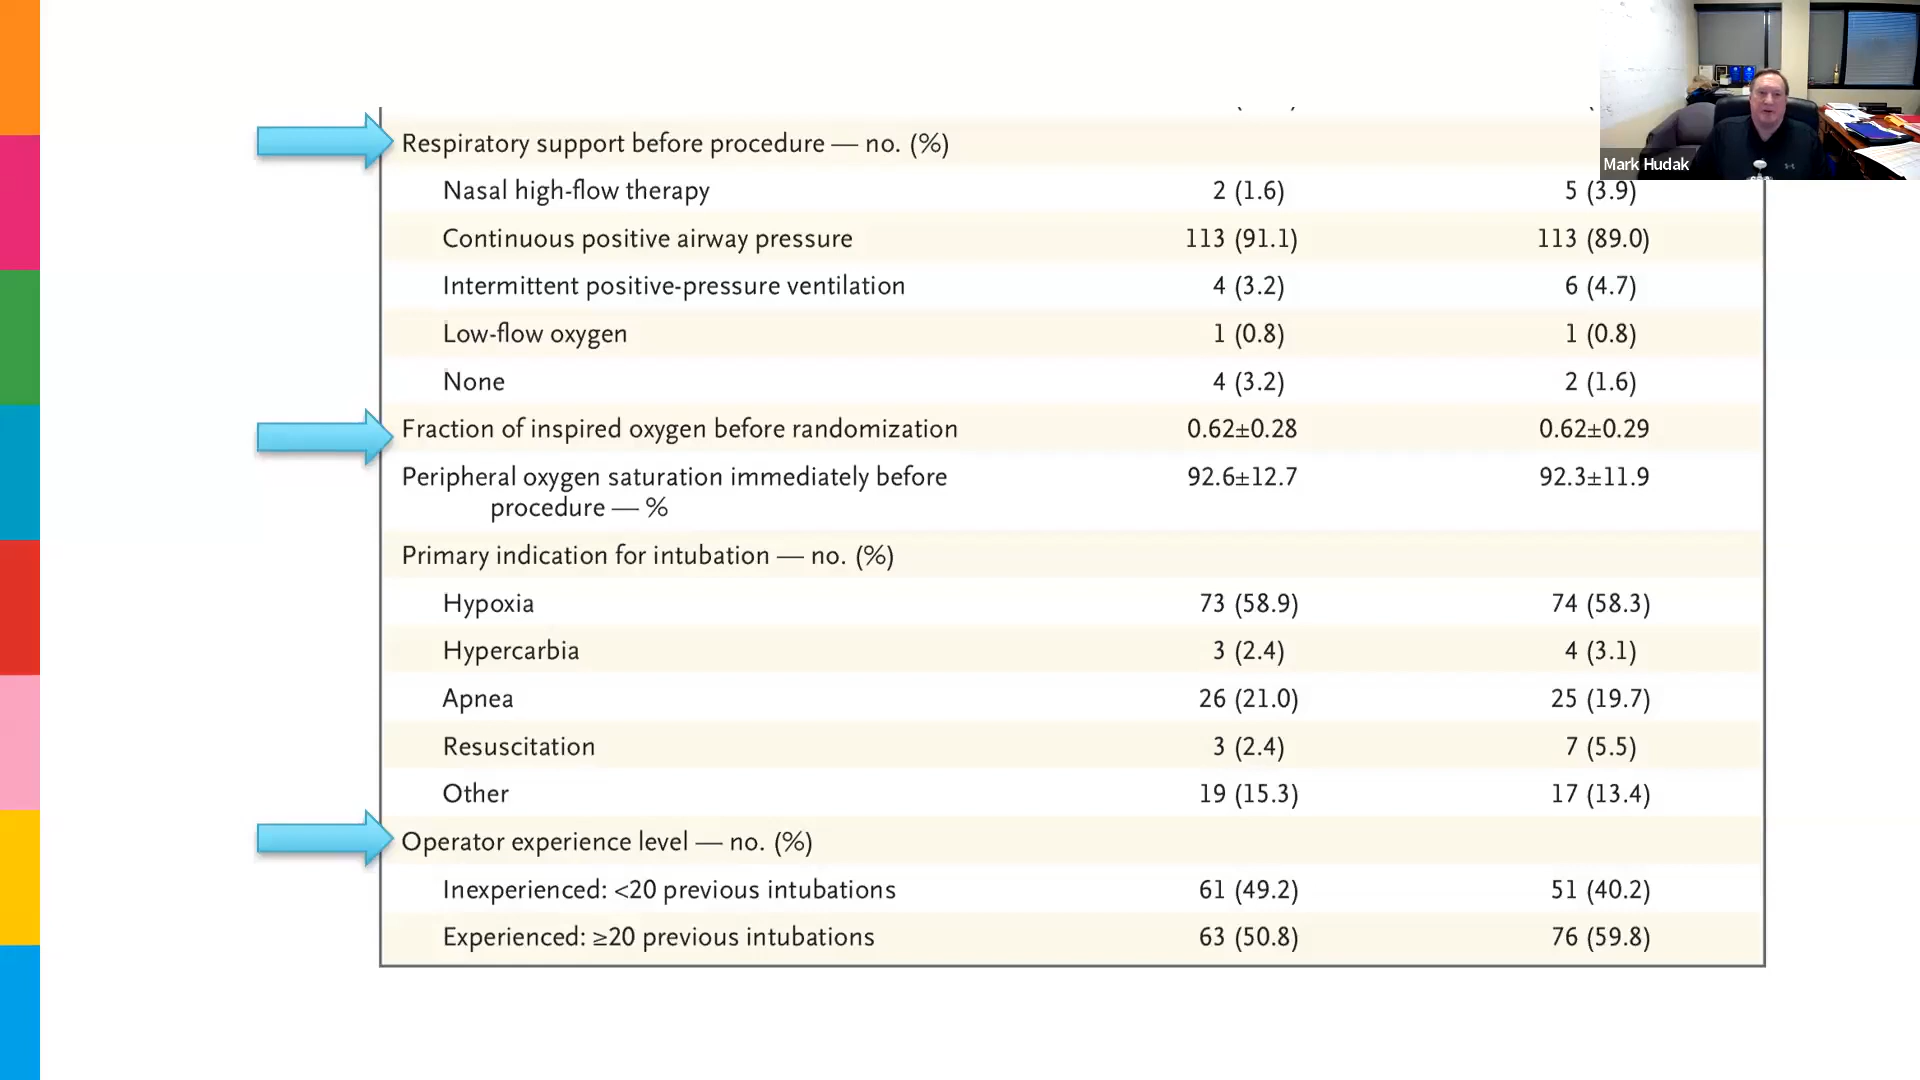 Mark Hudak
Respiratory support before procedure — no. (%)
Nasal high-flow therapy 2 (1.6) 5 (3.9)
Continuous positive airway pressure 113 (91.1) 113 (89.0)
Intermittent positive-pressure ventilation 4 (3.2) 6 (4.7)
Low-flow oxygen 1 (0.8) 1 (0.8)
None 4 (3.2) 2 (1.6)
Fraction of inspired oxygen before randomization 0.62±0.28 0.62±0.29
Peripheral oxygen saturation immediately before 92.6±12.7 92.3±11.9
procedure — %
Primary indication for intubation — no. (%)
Hypoxia 73 (58.9) 74 (58.3)
Hypercarbia 3 (2.4) 4 (3.1)
Apnea 26 (21.0) 25 (19.7)
Resuscitation 3 (2.4) 7 (5.5)
Other 19 (15.3) 17 (13.4)
Operator experience level — no. (%)
Inexperienced: <20 previous intubations 61 (49.2) 51 (40.2)
Experienced: ≥20 previous intubations 63 (50.8) 76 (59.8)